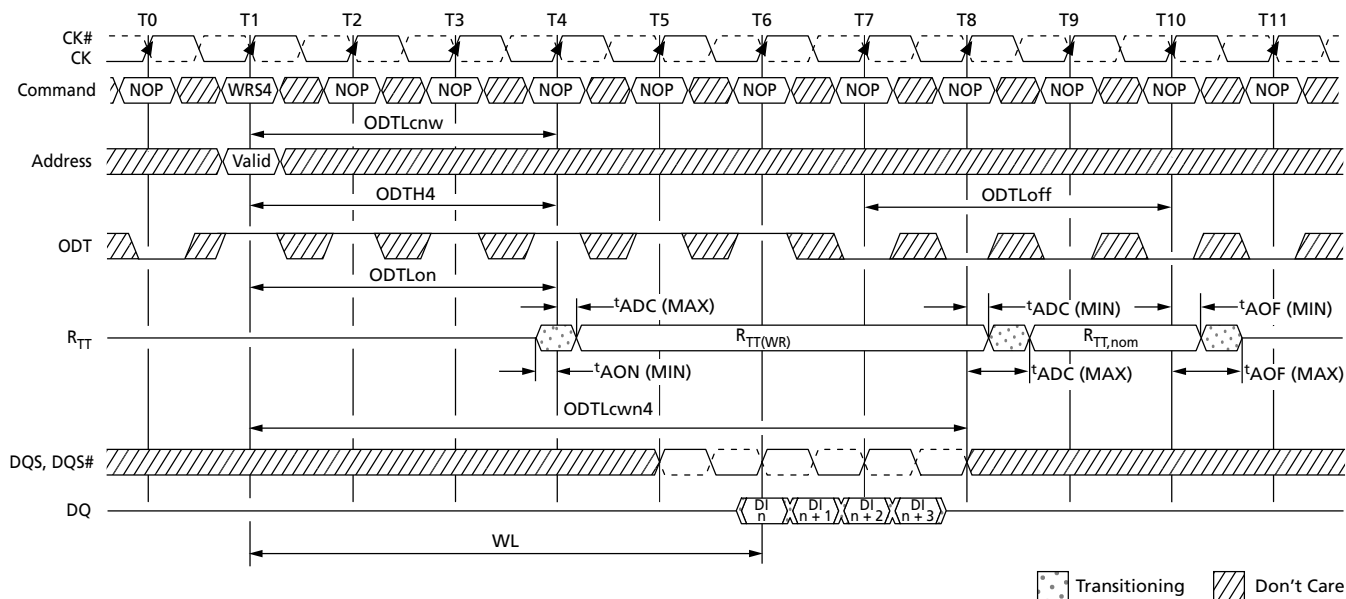 T0 T1 T2 T3 T4 T5 T6 T7 T8 T9 T10 T11
CK#
CK
Command NOP WRS4 NOP NOP NOP NOP NOP NOP NOP NOP NOP NOP
ODTLcnw
Address Valid
ODTH4 ODTLoff
ODT
ODTLon
tADC (MAX) tADC (MIN) tAOF (MIN)
RTT RTT(WR) RTT,nom
tAON (MIN) tADC (MAX) tAOF (MAX)
ODTLcwn4
DQS, DQS#
DQ DI n DI n + 1 DI n + 2 DI n + 3
WL
Transitioning Don't Care